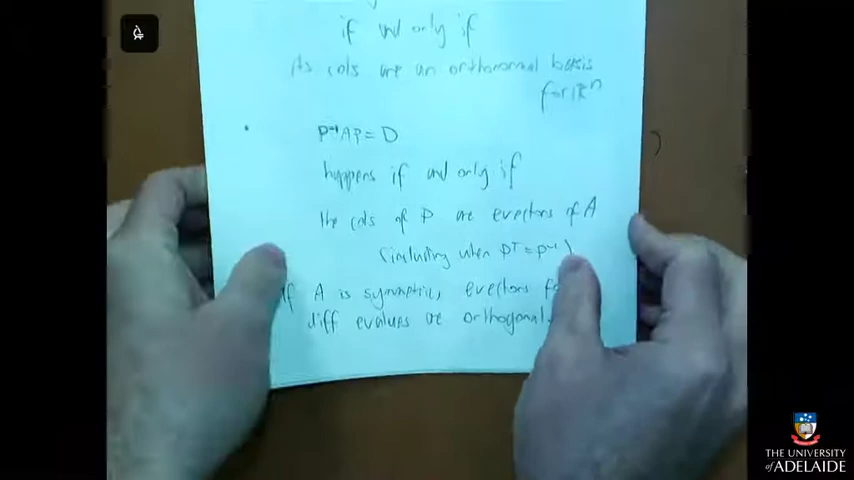 if and only if
its cols are an orthonormal basis
for ℝⁿ
• P⁻¹AP = D
happens if and only if
the cols of P are evectors of A
(including when Pᵀ = P⁻¹)
If A is symmetric, evectors
diff evalues are orthogonal.
THE UNIVERSITY
of ADELAIDE